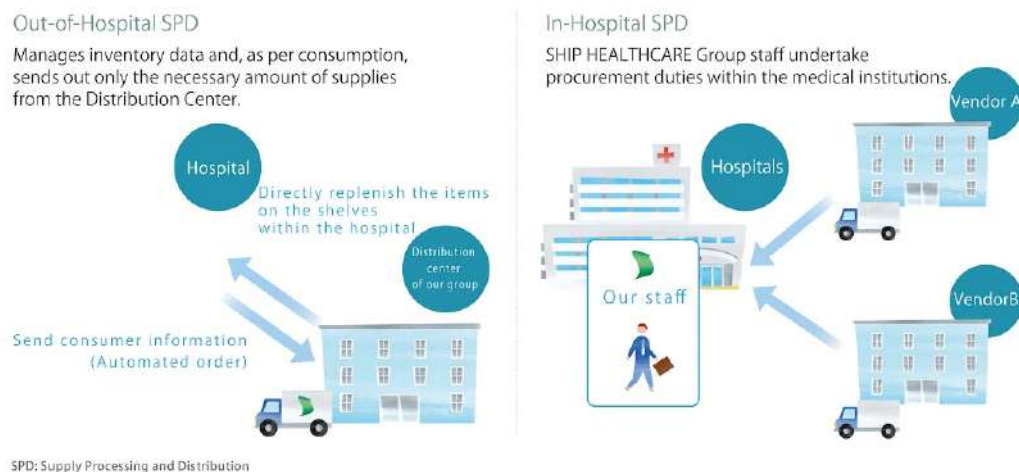 Out-of-Hospital SPD
Manages inventory data and, as per consumption,
sends out only the necessary amount of supplies
from the Distribution Center.
Hospital
Directly replenish the items
on the shelves
within the hospital
Distribution
center
of our group
Send consumer information
(Automated order)
In-Hospital SPD
SHIP HEALTHCARE Group staff undertake
procurement duties within the medical institutions.
Vendor A
Hospitals
Our staff
VendorB
SPD: Supply Processing and Distribution